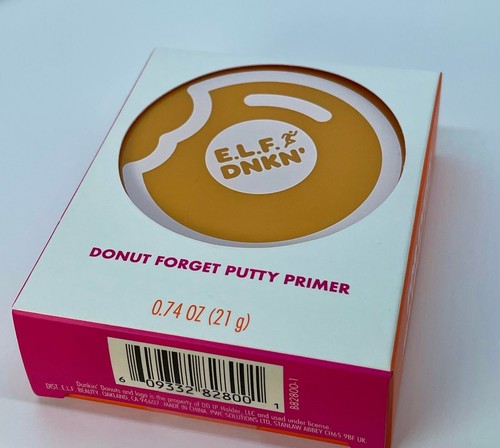 E.L.F.
DNKN'
DONUT FORGET PUTTY PRIMER
0.74 OZ (21 g)
6 09332 82800 1
B82800-1
Dunkin' Donuts and logo is the property of DD IP Holder, LLC and used under license.
DIST. E.L.F. BEAUTY, OAKLAND, CA 94607 MADE IN CHINA. PWC SOLUTIONS LTD, STANLAW ABBEY CH65 9BF UK